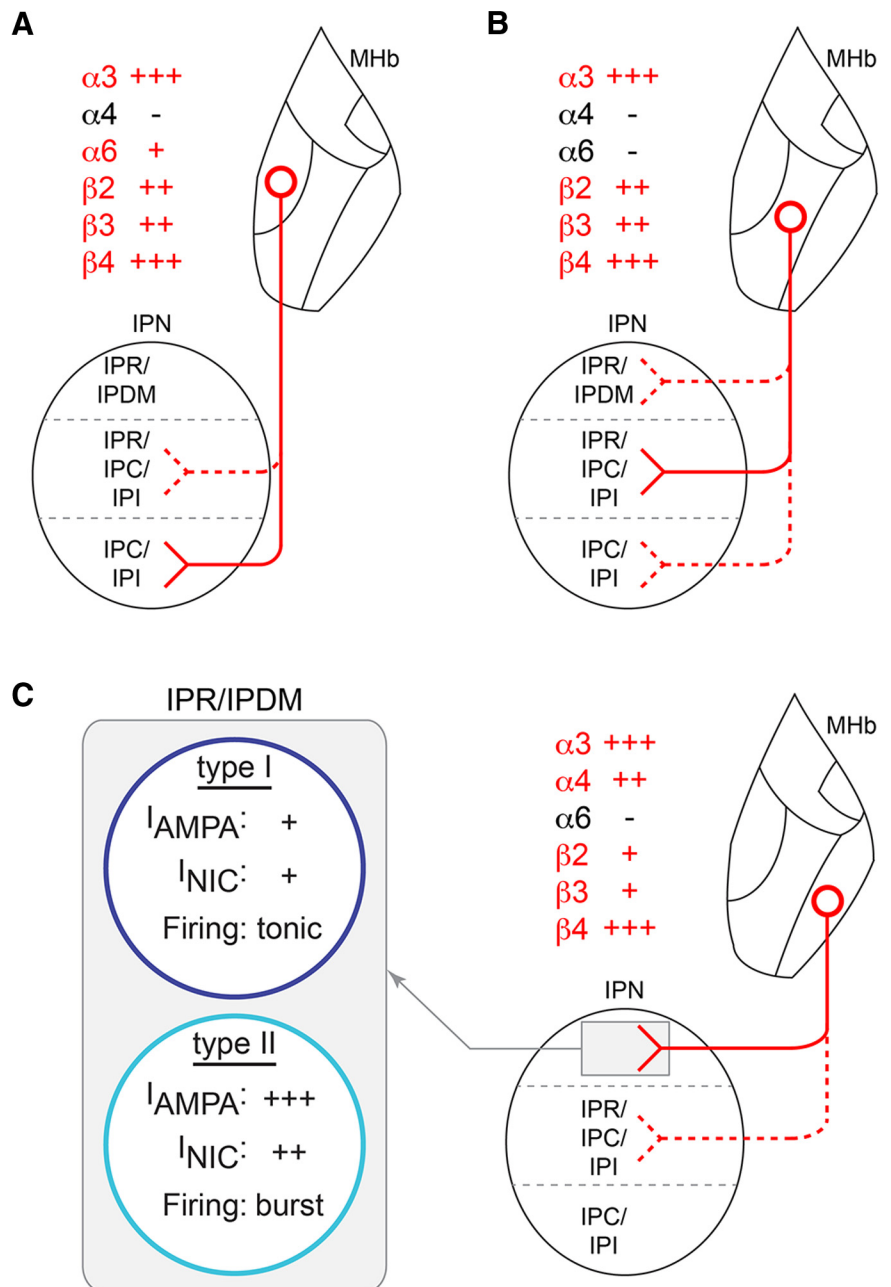 A
MHb
α3 +++
α4 -
α6 +
β2 ++
β3 ++
β4 +++
IPN
IPR/
IPDM
IPR/
IPC/
IPI
IPC/
IPI
B
MHb
α3 +++
α4 -
α6 -
β2 ++
β3 ++
β4 +++
IPN
IPR/
IPDM
IPR/
IPC/
IPI
IPC/
IPI
C
IPR/IPDM
type I
IAMPA: +
INIC: +
Firing: tonic
type II
IAMPA: +++
INIC: ++
Firing: burst
MHb
α3 +++
α4 ++
α6 -
β2 +
β3 +
β4 +++
IPN
IPR/
IPC/
IPI
IPC/
IPI